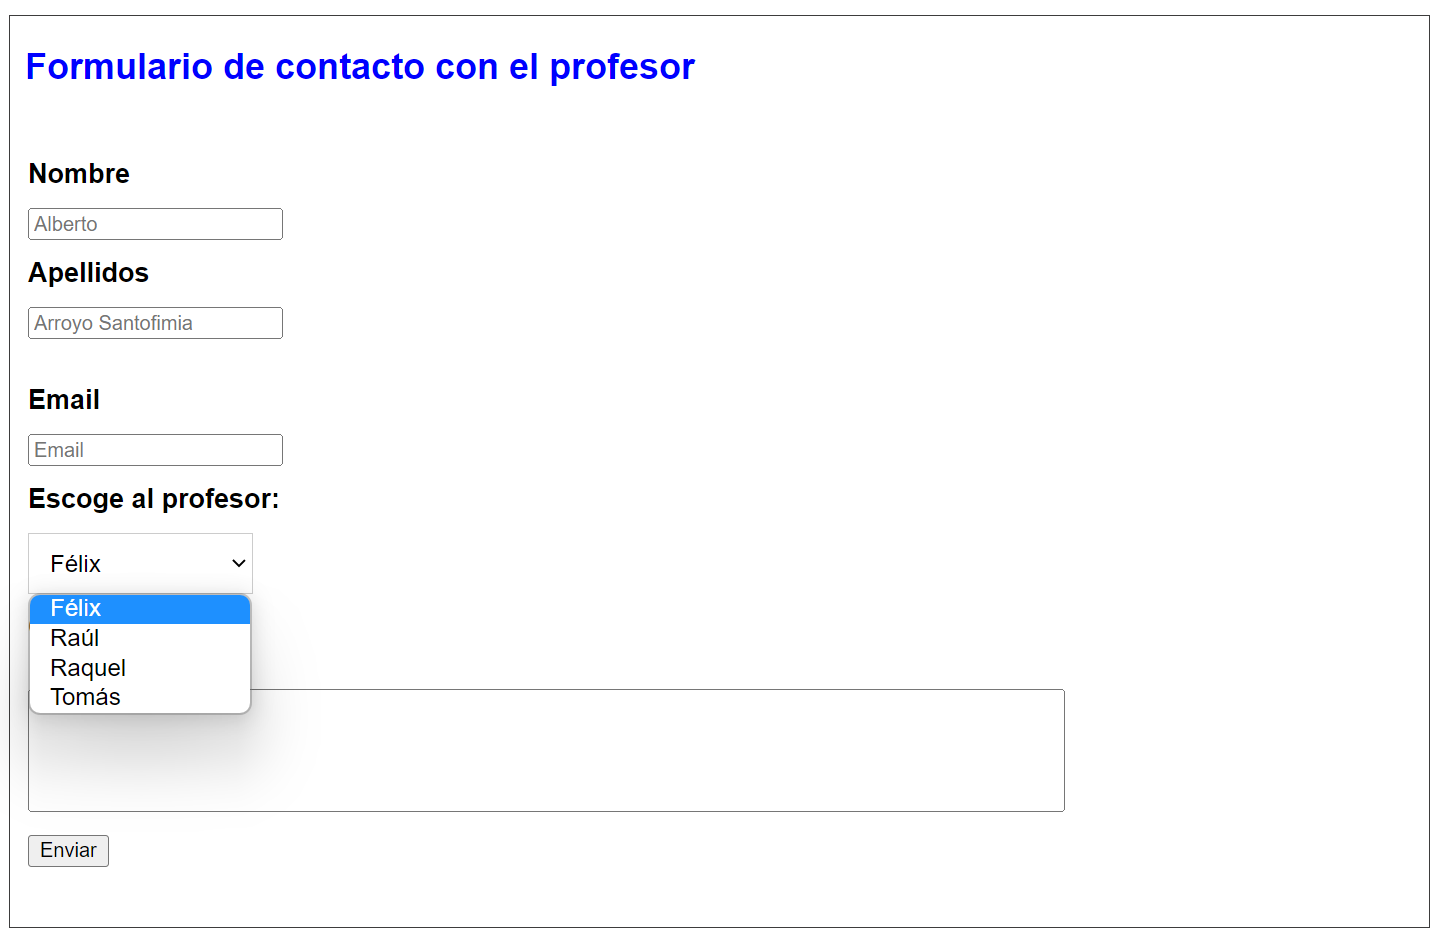 Formulario de contacto con el profesor
Nombre
Alberto
Apellidos
Arroyo Santofimia
Email
Email
Escoge al profesor:
Félix
Félix
Raúl
Raquel
Tomás
Enviar